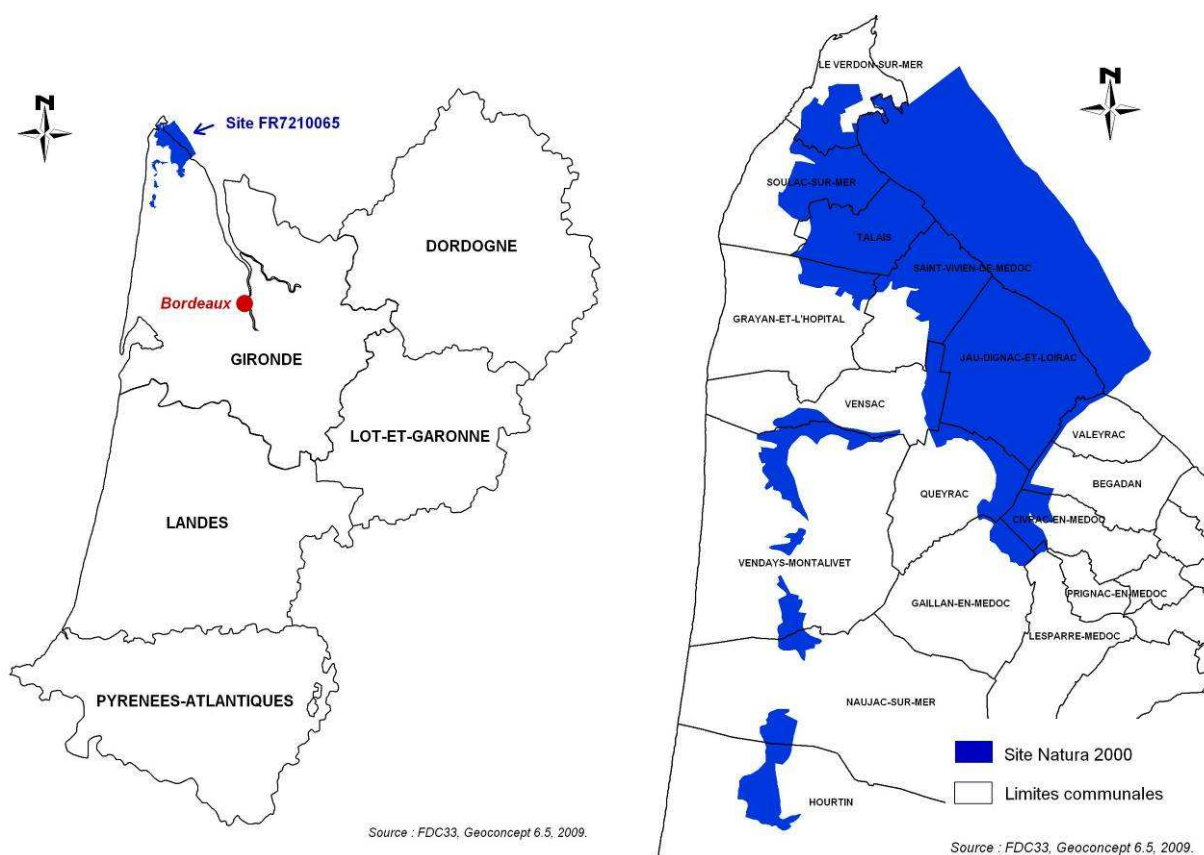 N
Site FR7210065
DORDOGNE
Bordeaux
GIRONDE
LOT-ET-GARONNE
LANDES
PYRENEES-ATLANTIQUES
Source : FDC33, Geoconcept 6.5, 2009.
N
LE VERDON-SUR-MER
SOULAC-SUR-MER
TALAIS
SAINT-VIVIEN-DE-MEDOC
GRAYAN-ET-L'HOPITAL
JAU-DIGNAC-ET-LOIRAC
VENSAC
VALEYRAC
QUEYRAC
BEGADAN
CIVRAC-EN-MEDOC
VENDAYS-MONTALIVET
GAILLAN-EN-MEDOC
PRIGNAC-EN-MEDOC
LESPARRE-MEDOC
NAUJAC-SUR-MER
HOURTIN
Site Natura 2000
Limites communales
Source : FDC33, Geoconcept 6.5, 2009.